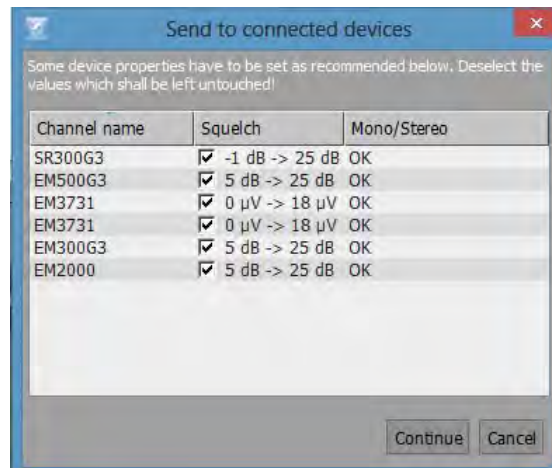 Send to connected devices
Some device properties have to be set as recommended below. Deselect the
values which shall be left untouched!
Channel name Squelch Mono/Stereo
SR300G3 -1 dB -> 25 dB OK
EM500G3 5 dB -> 25 dB OK
EM3731 0 µV -> 18 µV OK
EM3731 0 µV -> 18 µV OK
EM300G3 5 dB -> 25 dB OK
EM2000 5 dB -> 25 dB OK
Continue Cancel